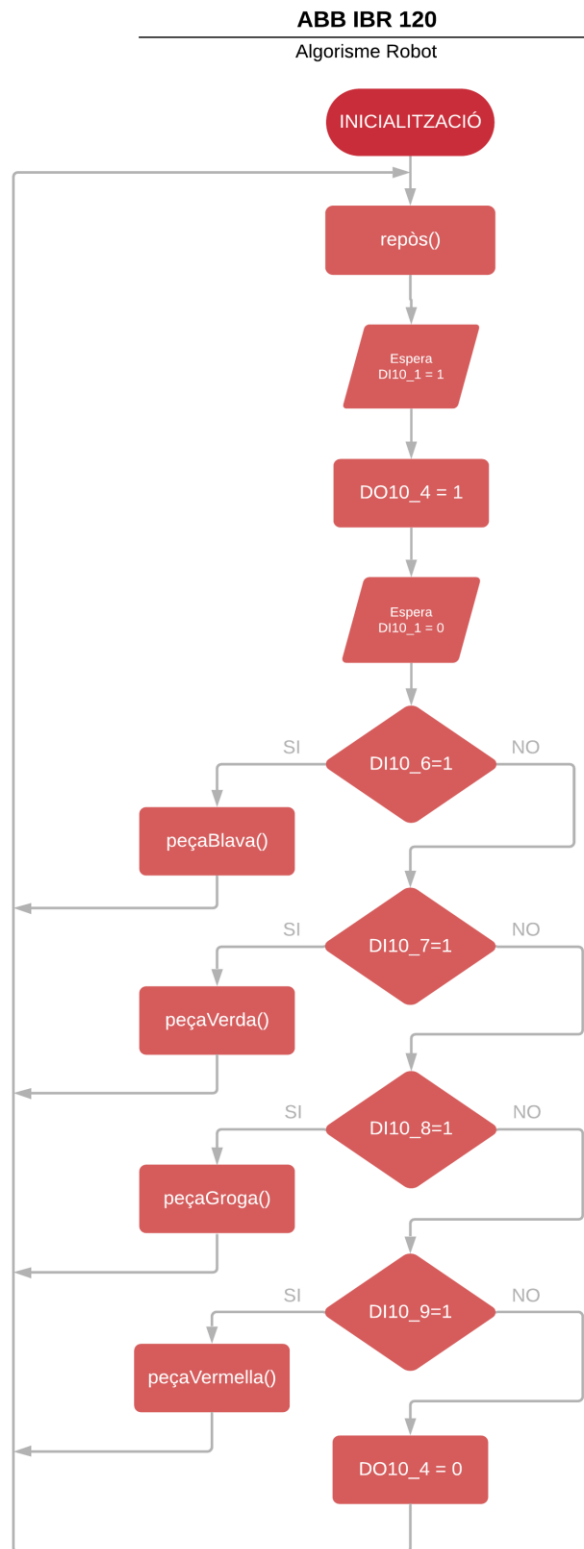 ABB IBR 120
Algorisme Robot
INICIALITZACIÓ
repòs()
Espera
DI10_1 = 1
DO10_4 = 1
Espera
DI10_1 = 0
DI10_6=1
SI
NO
peçaBlava()
DI10_7=1
SI
NO
peçaVerda()
DI10_8=1
SI
NO
peçaGroga()
DI10_9=1
SI
NO
peçaVermella()
DO10_4 = 0